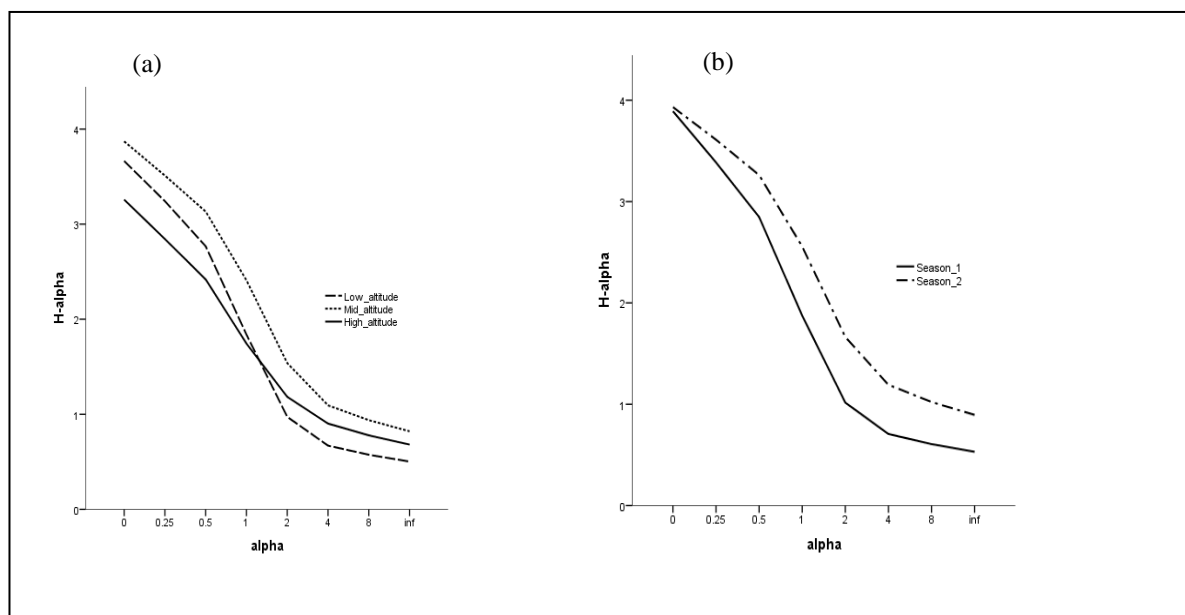 (a)
H-alpha
4
3
2
1
0
Low_altitude
Mid_altitude
High_altitude
0 0.25 0.5 1 2 4 8 inf
alpha
(b)
H-alpha
4
3
2
1
0
Season_1
Season_2
0 0.25 0.5 1 2 4 8 inf
alpha